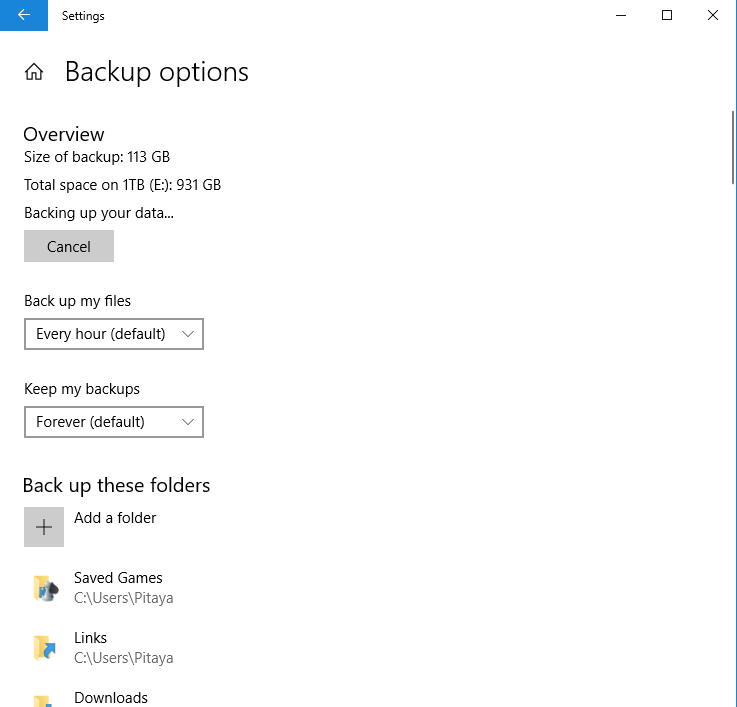 Settings
Backup options
Overview
Size of backup: 113 GB
Total space on 1TB (E:): 931 GB
Backing up your data...
Cancel
Back up my files
Every hour (default)
Keep my backups
Forever (default)
Back up these folders
Add a folder
Saved Games
C:\Users\Pitaya
Links
C:\Users\Pitaya
Downloads